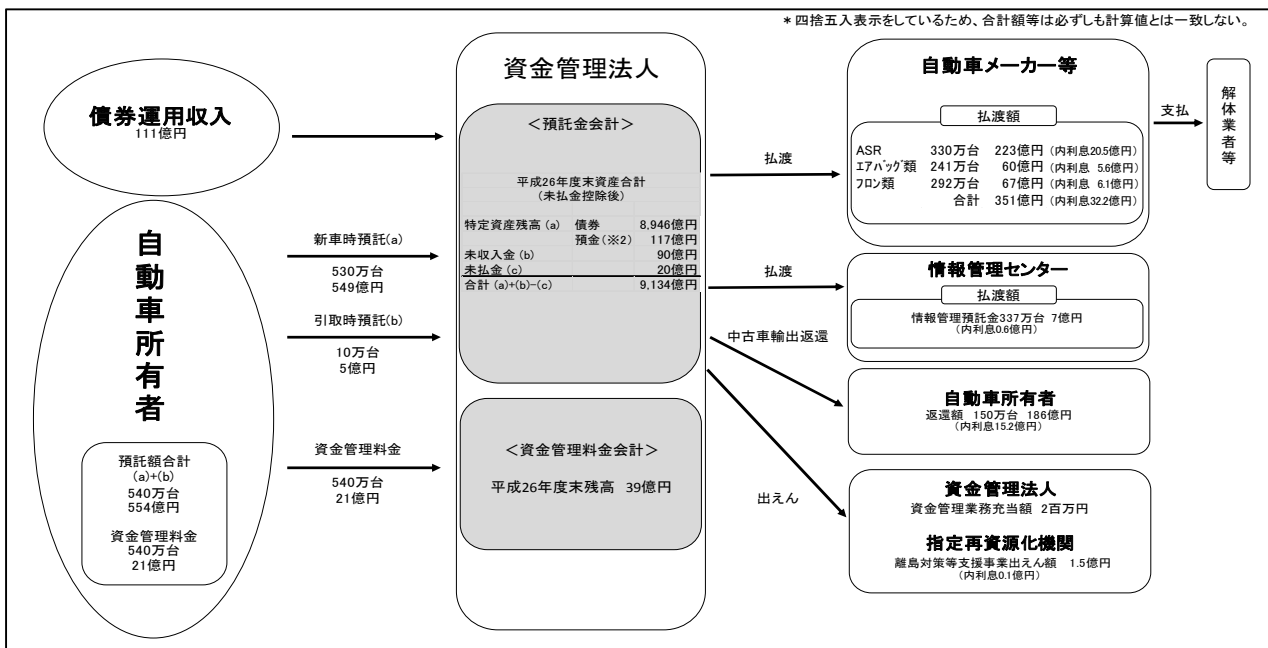 ＊四捨五入表示をしているため、合計額等は必ずしも計算値とは一致しない。
債券運用収入
111億円
自動車所有者
預託額合計
(a)+(b)
540万台
554億円
資金管理料金
540万台
21億円
新車時預託(a)
530万台
549億円
引取時預託(b)
10万台
5億円
資金管理料金
540万台
21億円
資金管理法人
＜預託金会計＞
平成26年度末資産合計
(未払金控除後)
特定資産残高 (a) 債券 8,946億円
預金(※2) 117億円
未収入金 (b) 90億円
未払金 (c) 20億円
合計 (a)+(b)-(c) 9,134億円
＜資金管理料金会計＞
平成26年度末残高 39億円
払渡
払渡
中古車輸出返還
出えん
自動車メーカー等
払渡額
ASR 330万台 223億円 (内利息20.5億円)
ｴｱﾊﾞｯｸﾞ類 241万台 60億円 (内利息 5.6億円)
ﾌﾛﾝ類 292万台 67億円 (内利息 6.1億円)
合計 351億円 (内利息32.2億円)
支払
解体業者等
情報管理センター
払渡額
情報管理預託金337万台 7億円
(内利息0.6億円)
自動車所有者
返還額 150万台 186億円
(内利息15.2億円)
資金管理法人
資金管理業務充当額 2百万円
指定再資源化機関
離島対策等支援事業出えん額 1.5億円
(内利息0.1億円)